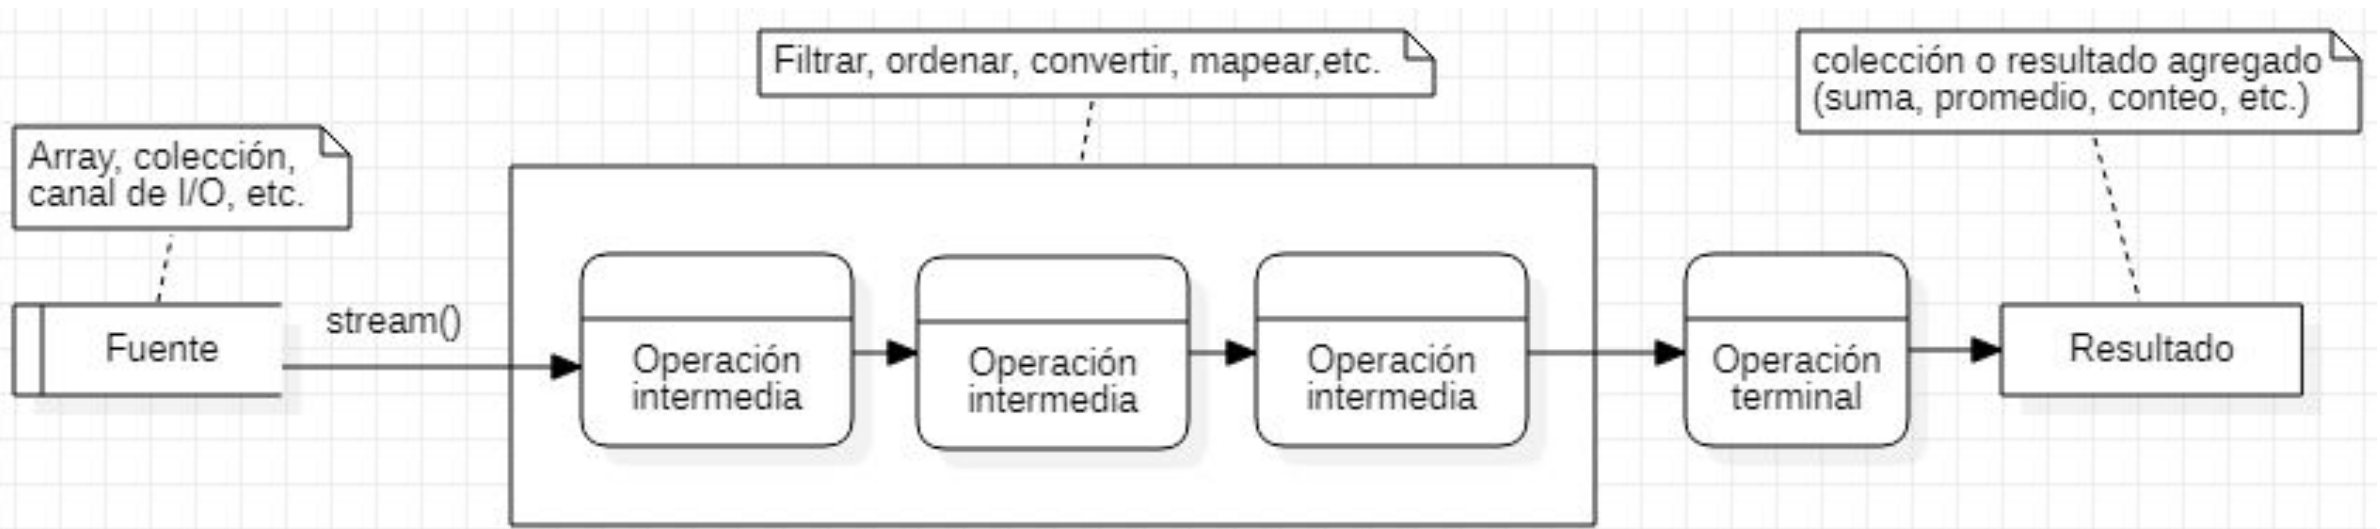 Filtrar, ordenar, convertir, mapear,etc.
colección o resultado agregado
(suma, promedio, conteo, etc.)
Array, colección,
canal de I/O, etc.
Fuente
stream()
Operación
intermedia
Operación
intermedia
Operación
intermedia
Operación
terminal
Resultado